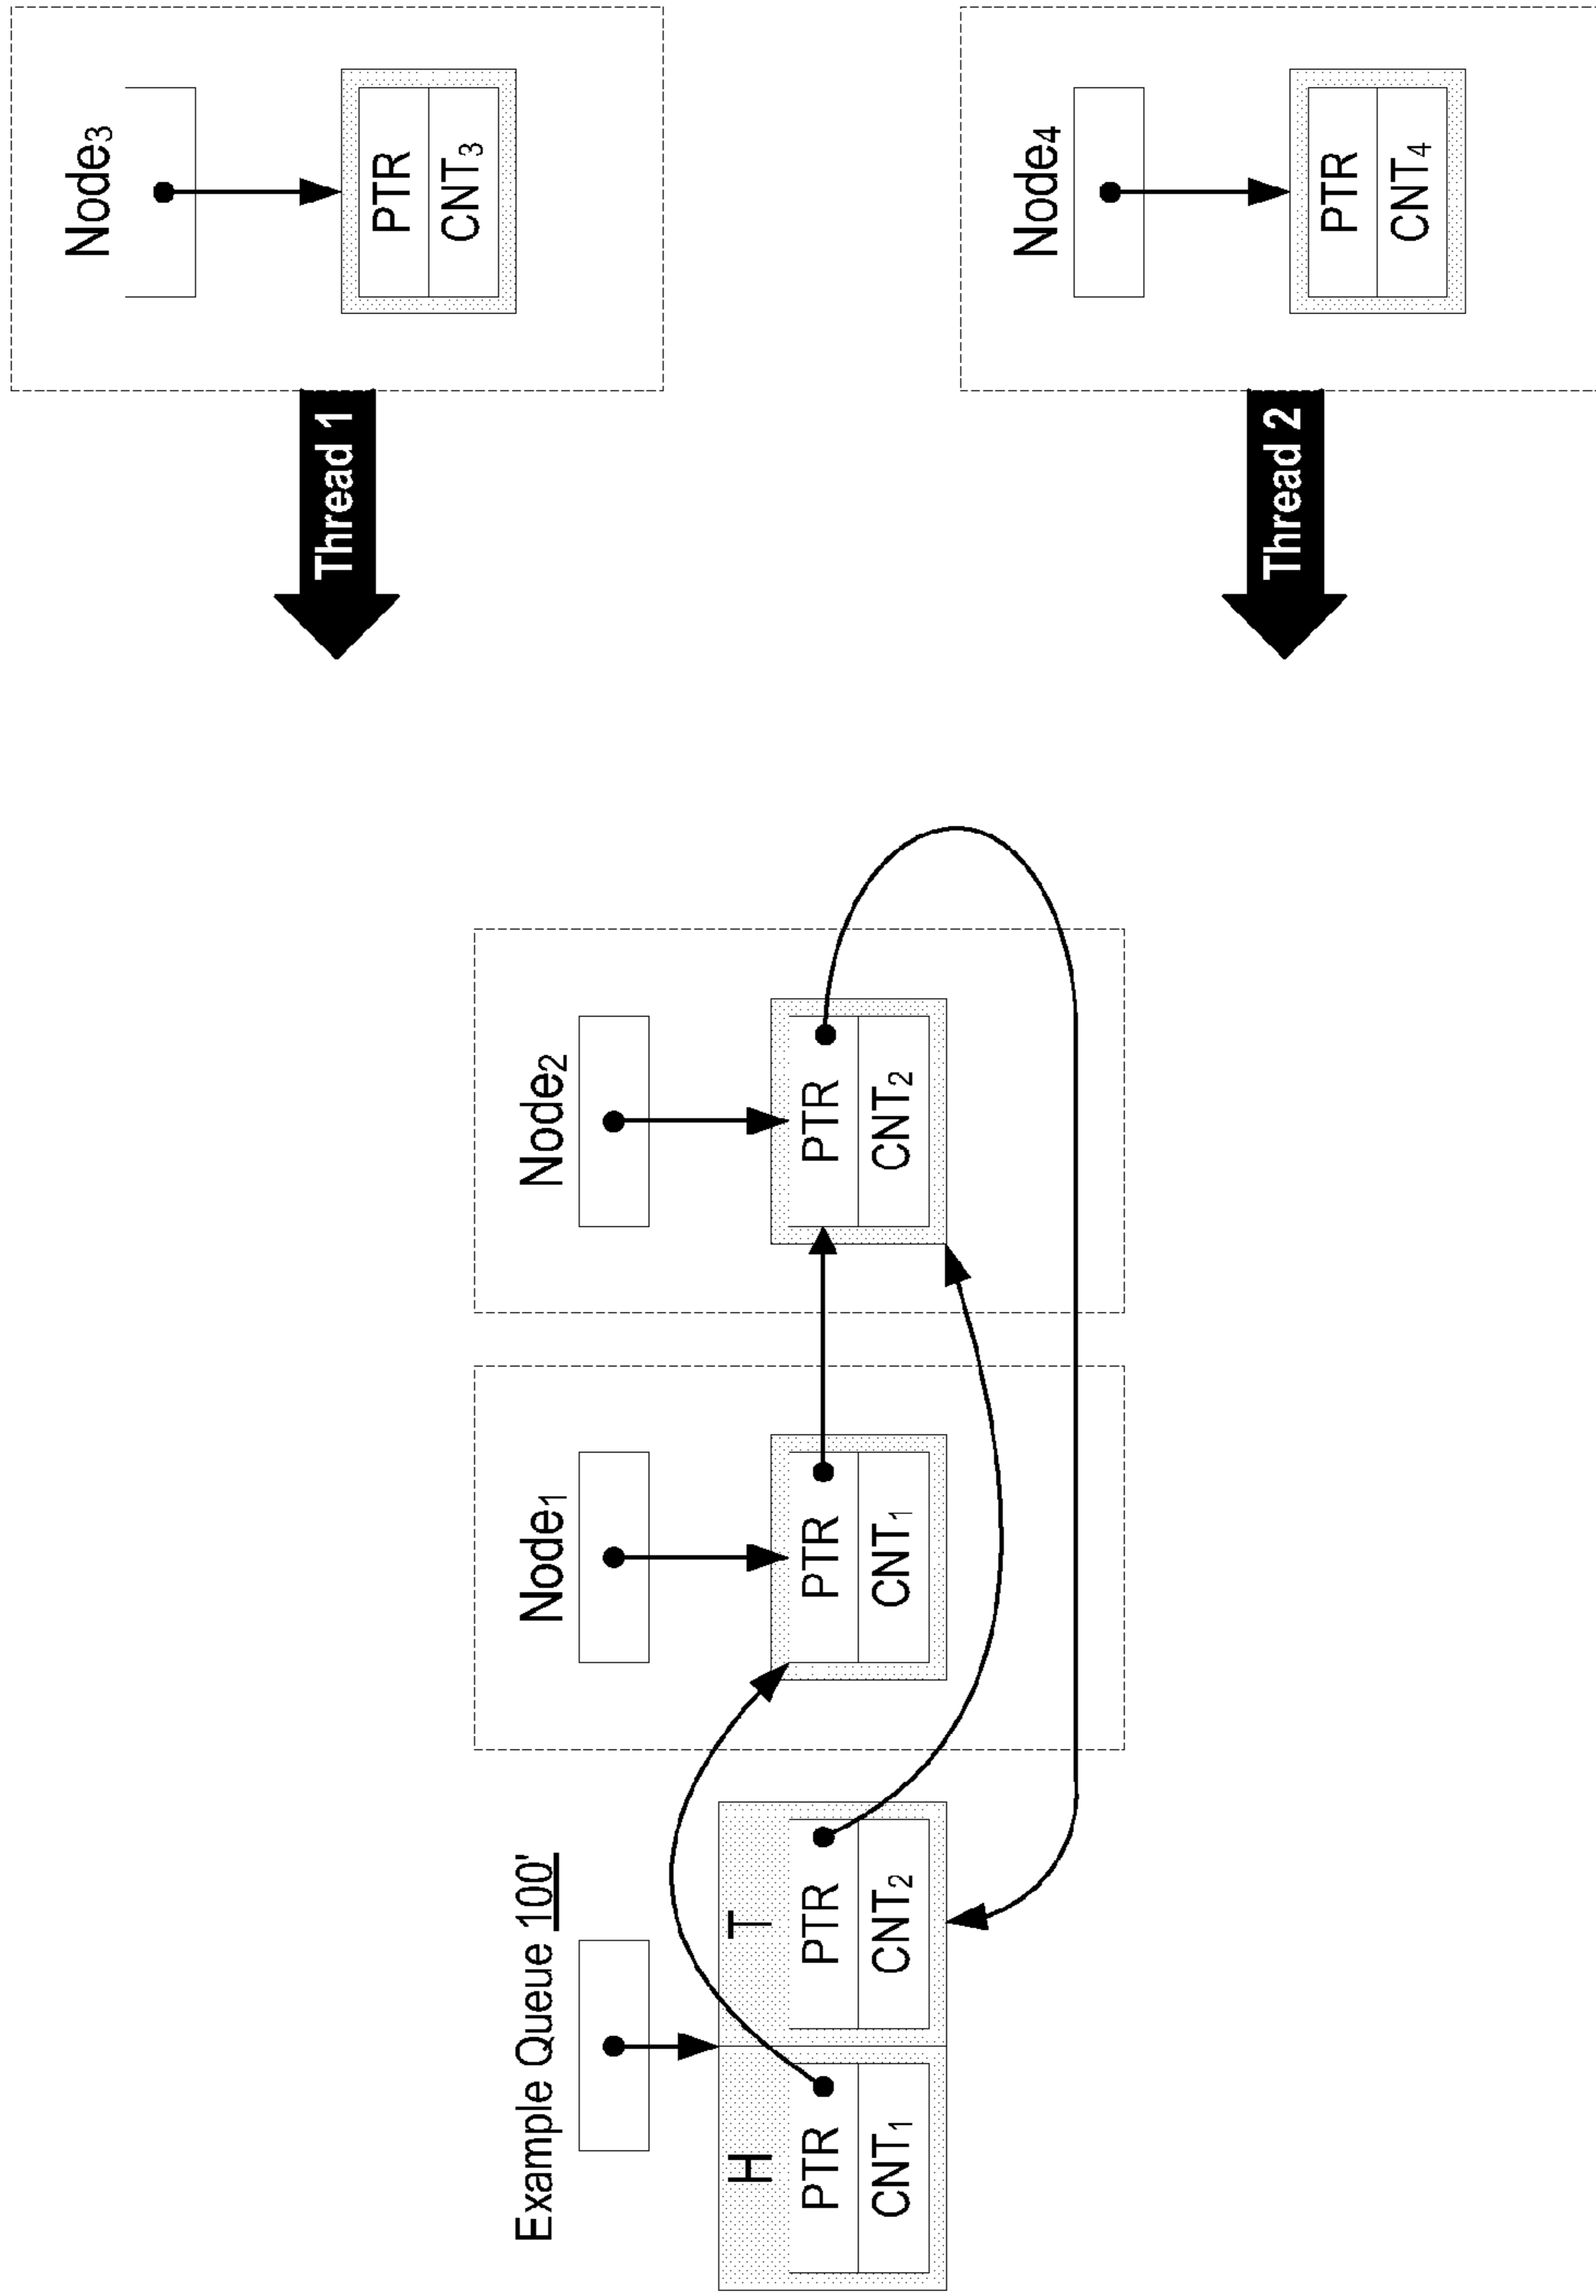 Example Queue 100'
H
PTR
CNT₁
T
PTR
CNT₂
Node₁
PTR
CNT₁
Node₂
PTR
CNT₂
Thread 1
Node₃
PTR
CNT₃
Thread 2
Node₄
PTR
CNT₄